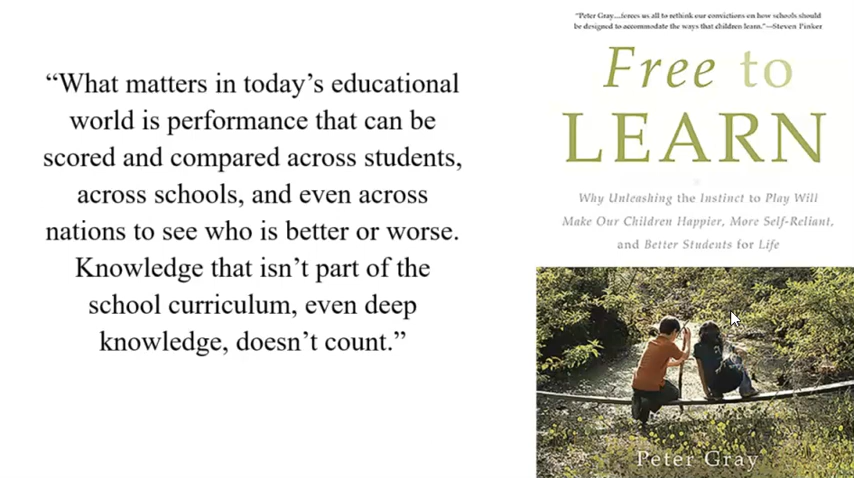 “What matters in today’s educational
world is performance that can be
scored and compared across students,
across schools, and even across
nations to see who is better or worse.
Knowledge that isn’t part of the
school curriculum, even deep
knowledge, doesn’t count.”
“Peter Gray....forces us all to rethink our convictions on how schools should
be designed to accommodate the ways that children learn.”—Steven Pinker
Free to
LEARN
Why Unleashing the Instinct to Play Will
Make Our Children Happier, More Self-Reliant,
and Better Students for Life
Peter Gray